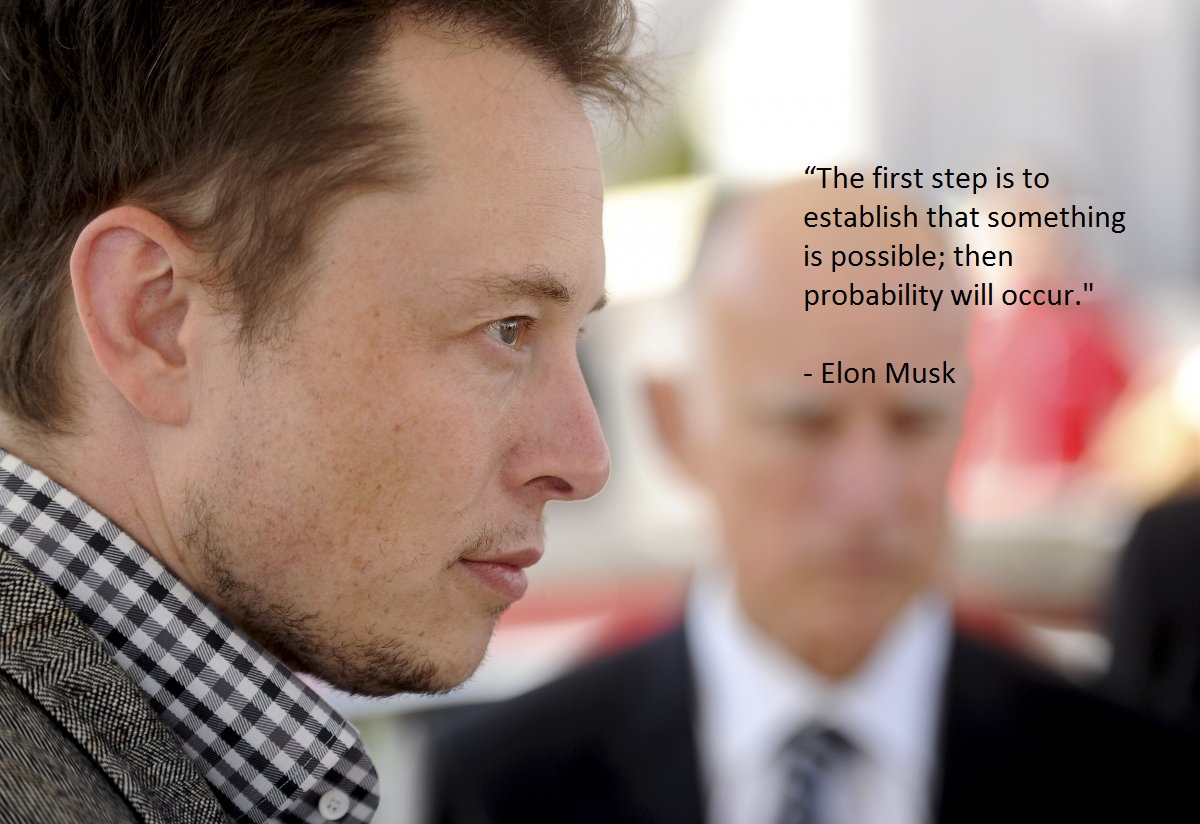 “The first step is to
establish that something
is possible; then
probability will occur."
- Elon Musk